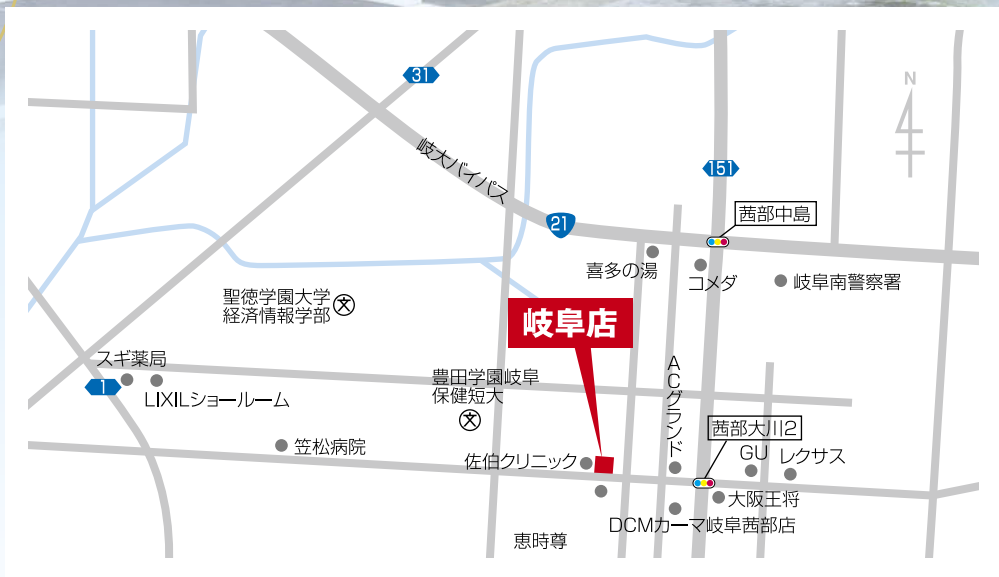 31
N
岐大バイパス
151
21
茜部中島
喜多の湯
コメダ
岐阜南警察署
聖徳学園大学
経済情報学部
文
岐阜店
スギ薬局
1
LIXILショールーム
豊田学園岐阜
保健短大
文
ACグランド
笠松病院
佐伯クリニック
茜部大川2
GU
レクサス
大阪王将
DCMカーマ岐阜茜部店
恵時尊